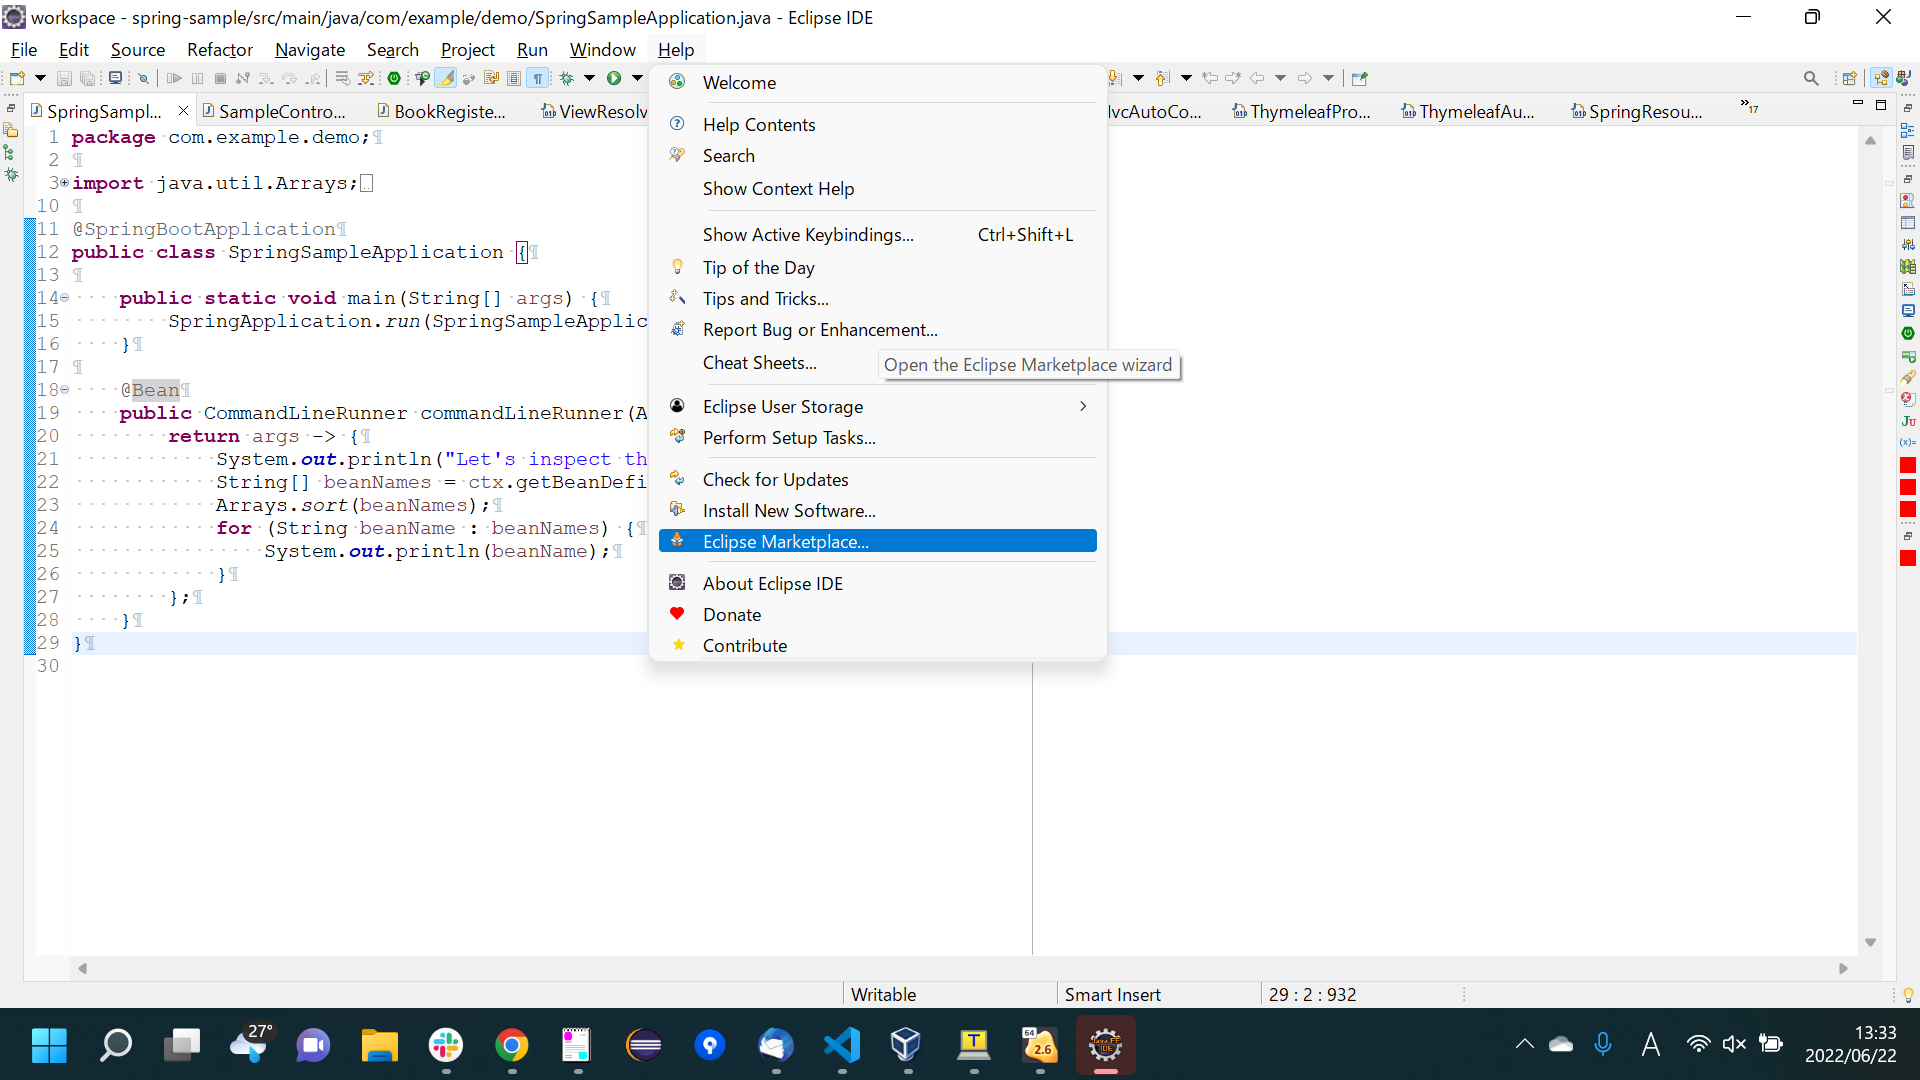 workspace - spring-sample/src/main/java/com/example/demo/SpringSampleApplication.java - Eclipse IDE
File Edit Source Refactor Navigate Search Project Run Window Help
SpringSampl... SampleContro... BookRegiste... ViewResolv IvcAutoCo... ThymeleafPro... ThymeleafAu... SpringResou... »17
1 package com.example.demo;¶
2 ¶
3 import java.util.Arrays;
10 ¶
11 @SpringBootApplication¶
12 public class SpringSampleApplication {¶
13 ¶
14 public static void main(String[] args) {¶
15 SpringApplication.run(SpringSampleApplic
16 }¶
17 ¶
18 @Bean¶
19 public CommandLineRunner commandLineRunner(A
20 return args -> {¶
21 System.out.println("Let's inspect th
22 String[] beanNames = ctx.getBeanDefi
23 Arrays.sort(beanNames);¶
24 for (String beanName : beanNames) {¶
25 System.out.println(beanName);¶
26 }¶
27 };¶
28 }¶
29 }¶
30
Welcome
Help Contents
Search
Show Context Help
Show Active Keybindings... Ctrl+Shift+L
Tip of the Day
Tips and Tricks...
Report Bug or Enhancement...
Cheat Sheets...
Open the Eclipse Marketplace wizard
Eclipse User Storage
Perform Setup Tasks...
Check for Updates
Install New Software...
Eclipse Marketplace...
About Eclipse IDE
Donate
Contribute
Writable Smart Insert 29 : 2 : 932
27°
64
2.6
T
Java EE
IDE
A
13:33
2022/06/22